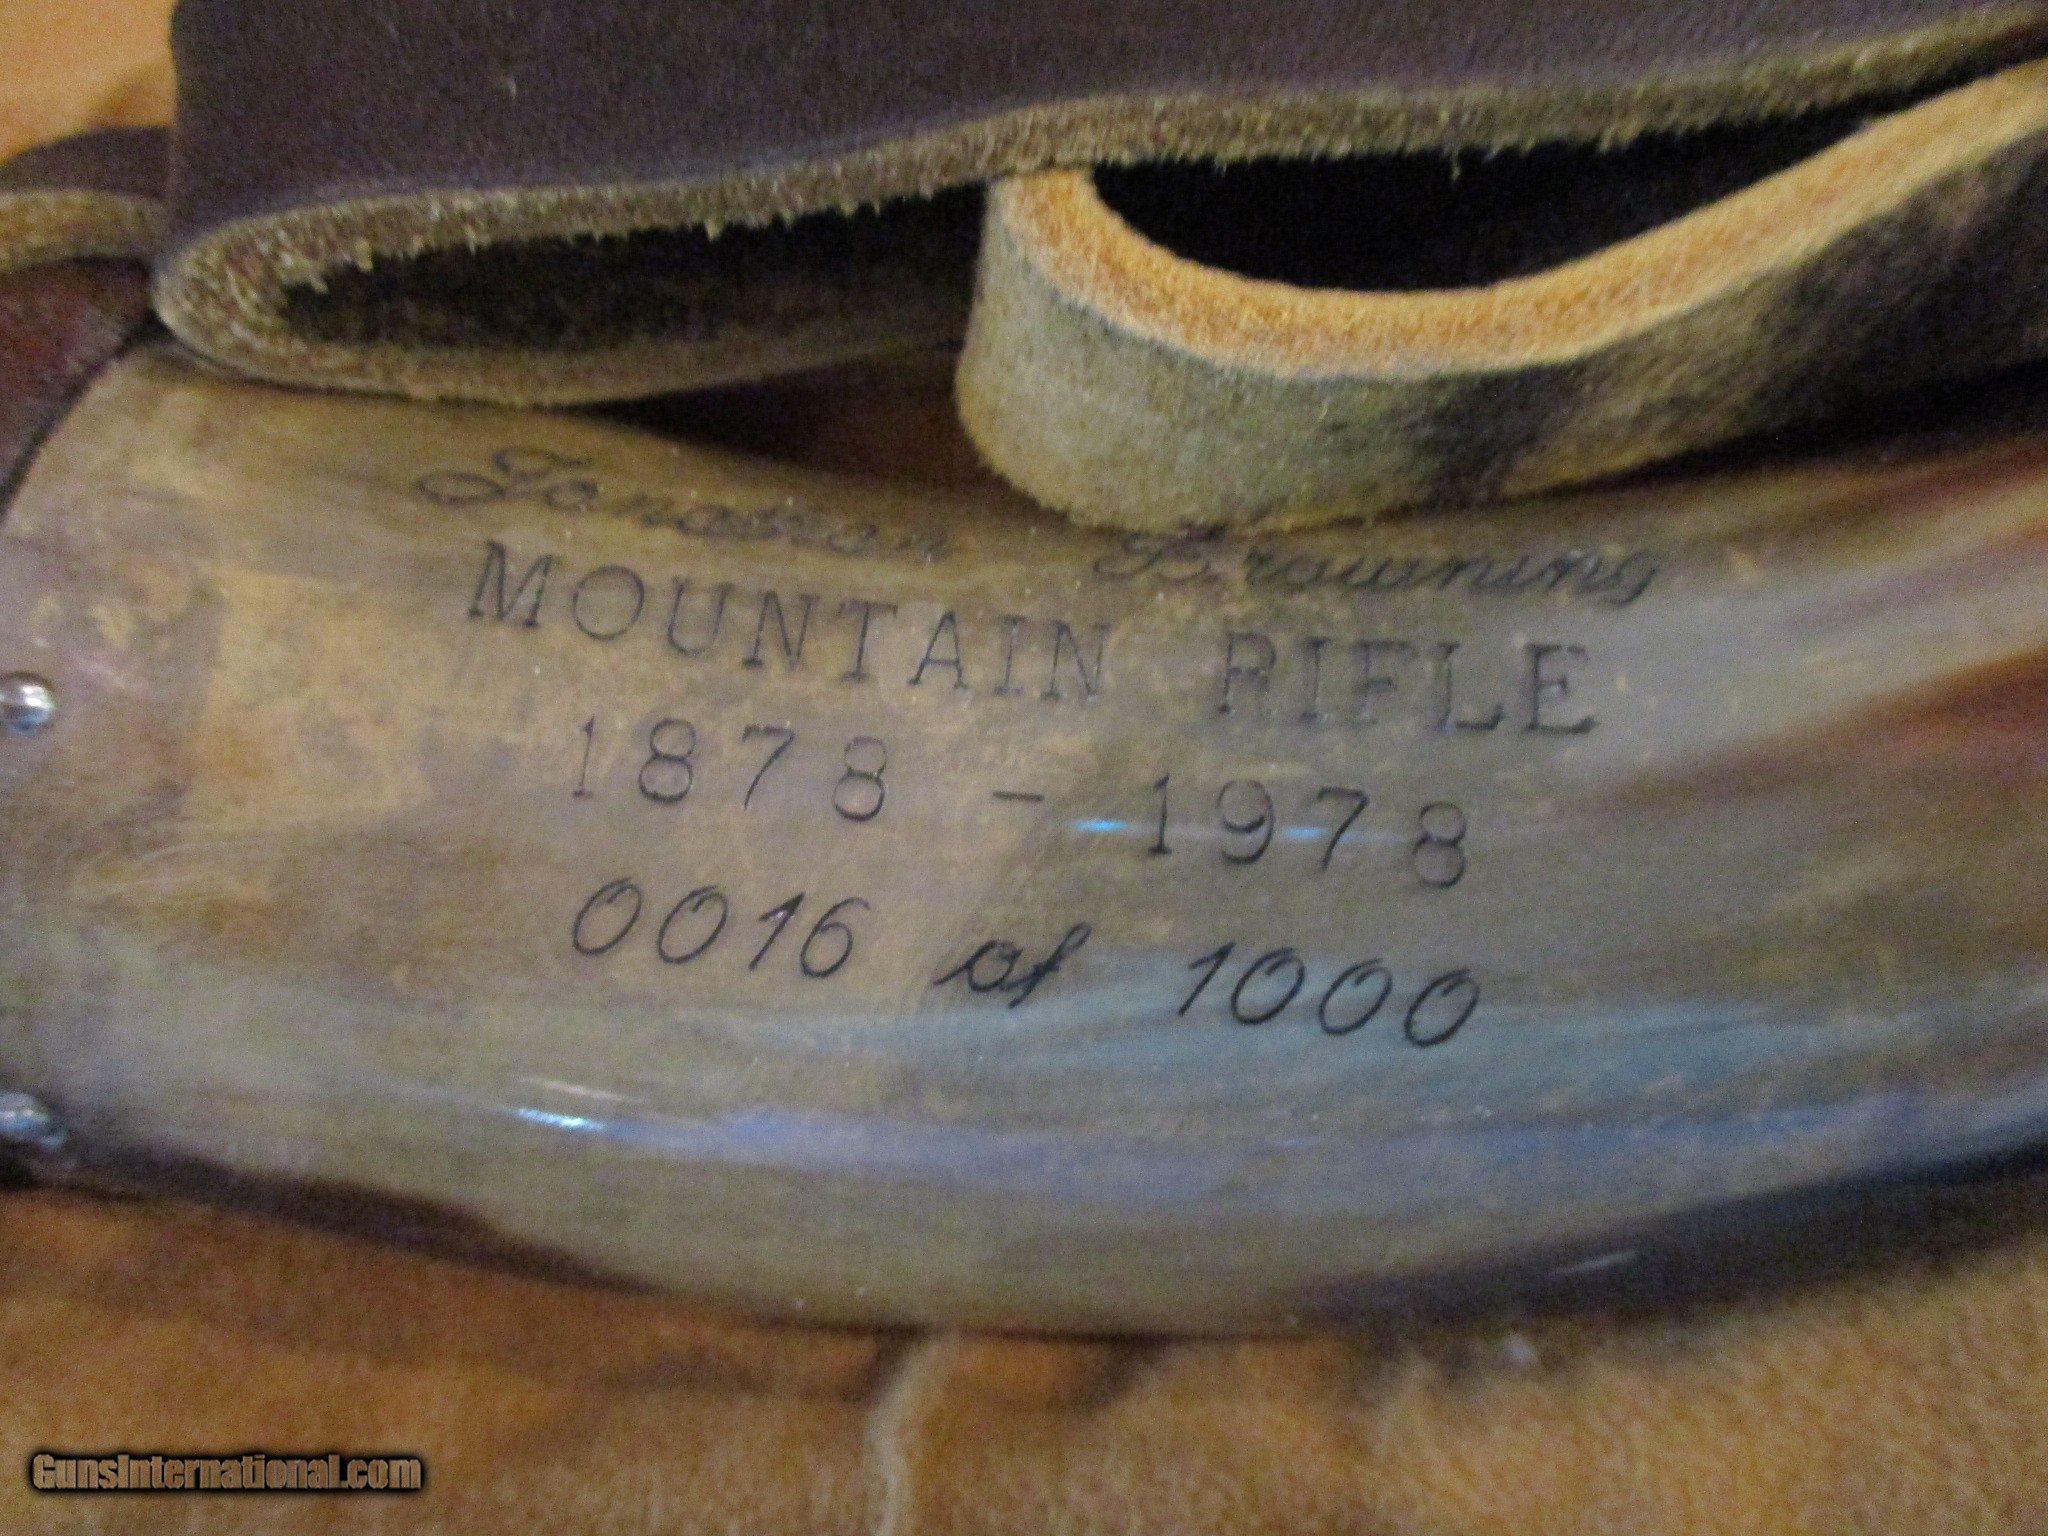 Jonathan Browning
MOUNTAIN RIFLE
1878 - 1978
0016 of 1000
GunsInternational.com